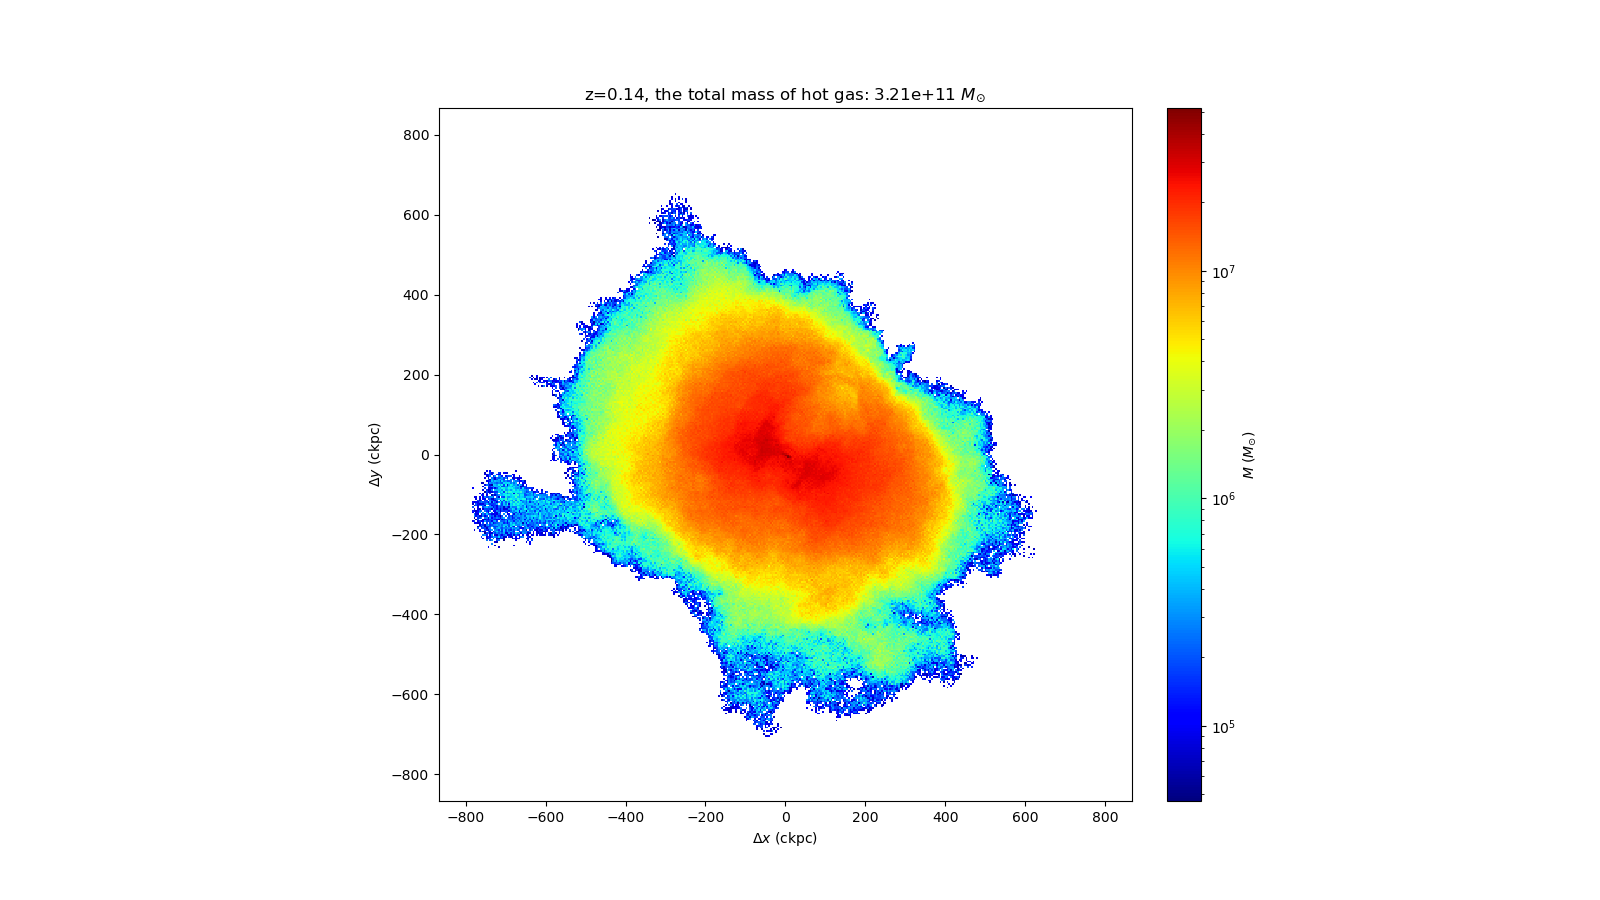 z=0.14, the total mass of hot gas: 3.21e+11 M⊙
800
600
400
200
0
−200
−400
−600
−800
Δy (ckpc)
−800 −600 −400 −200 0 200 400 600 800
Δx (ckpc)
10⁷
10⁶
10⁵
M (M⊙)